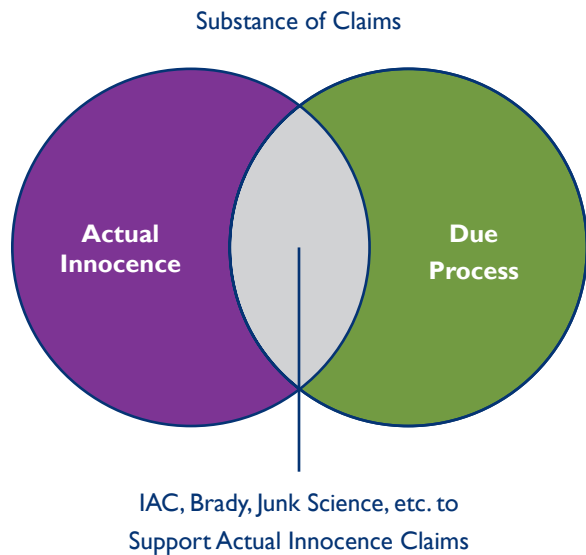 Substance of Claims
Actual
Innocence
Due
Process
IAC, Brady, Junk Science, etc. to
Support Actual Innocence Claims